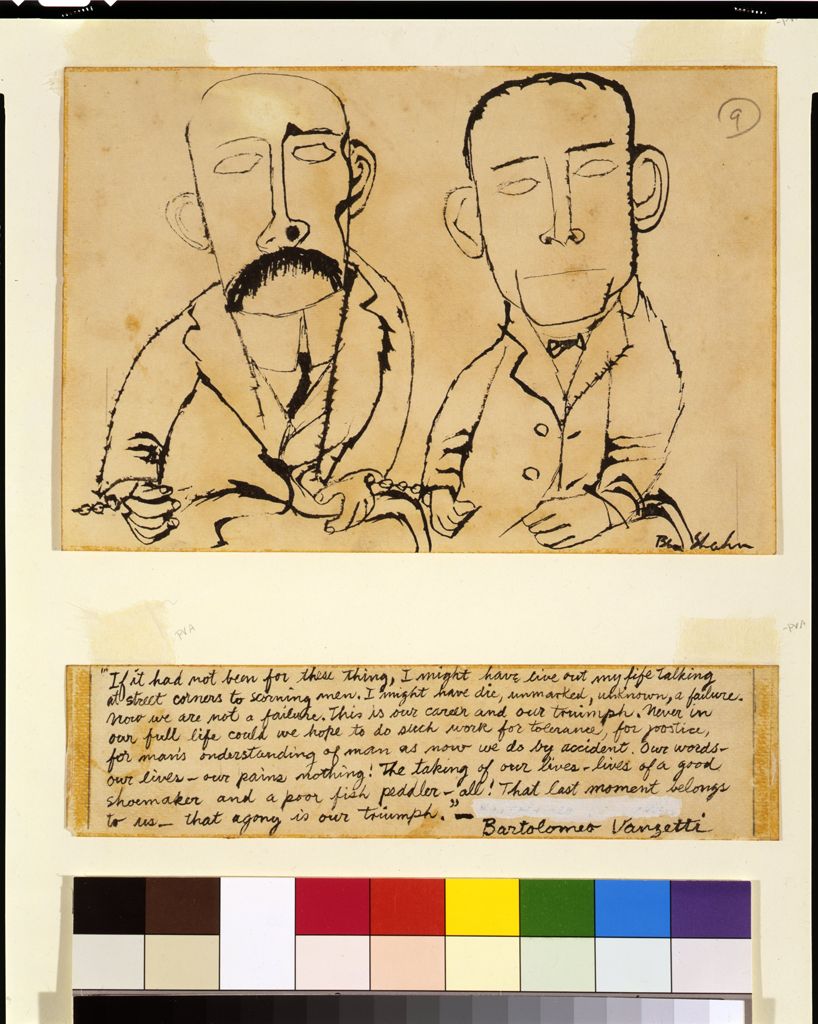 9
Ben Shahn
PVA
PVA
"If it had not been for these thing, I might have live out my fife talking
at street corners to scorning men. I might have die, unmarked, unknown, a failure.
Now we are not a failure. This is our career and our triumph. Never in
our full life could we hope to do such work for tolerance, for joostice,
for man's onderstanding of man as now we do by accident. Our words-
our lives - our pains nothing! The taking of our lives - lives of a good
shoemaker and a poor fish peddler - all! That last moment belongs
to us - that agony is our triumph." -
Bartolomeo Vanzetti